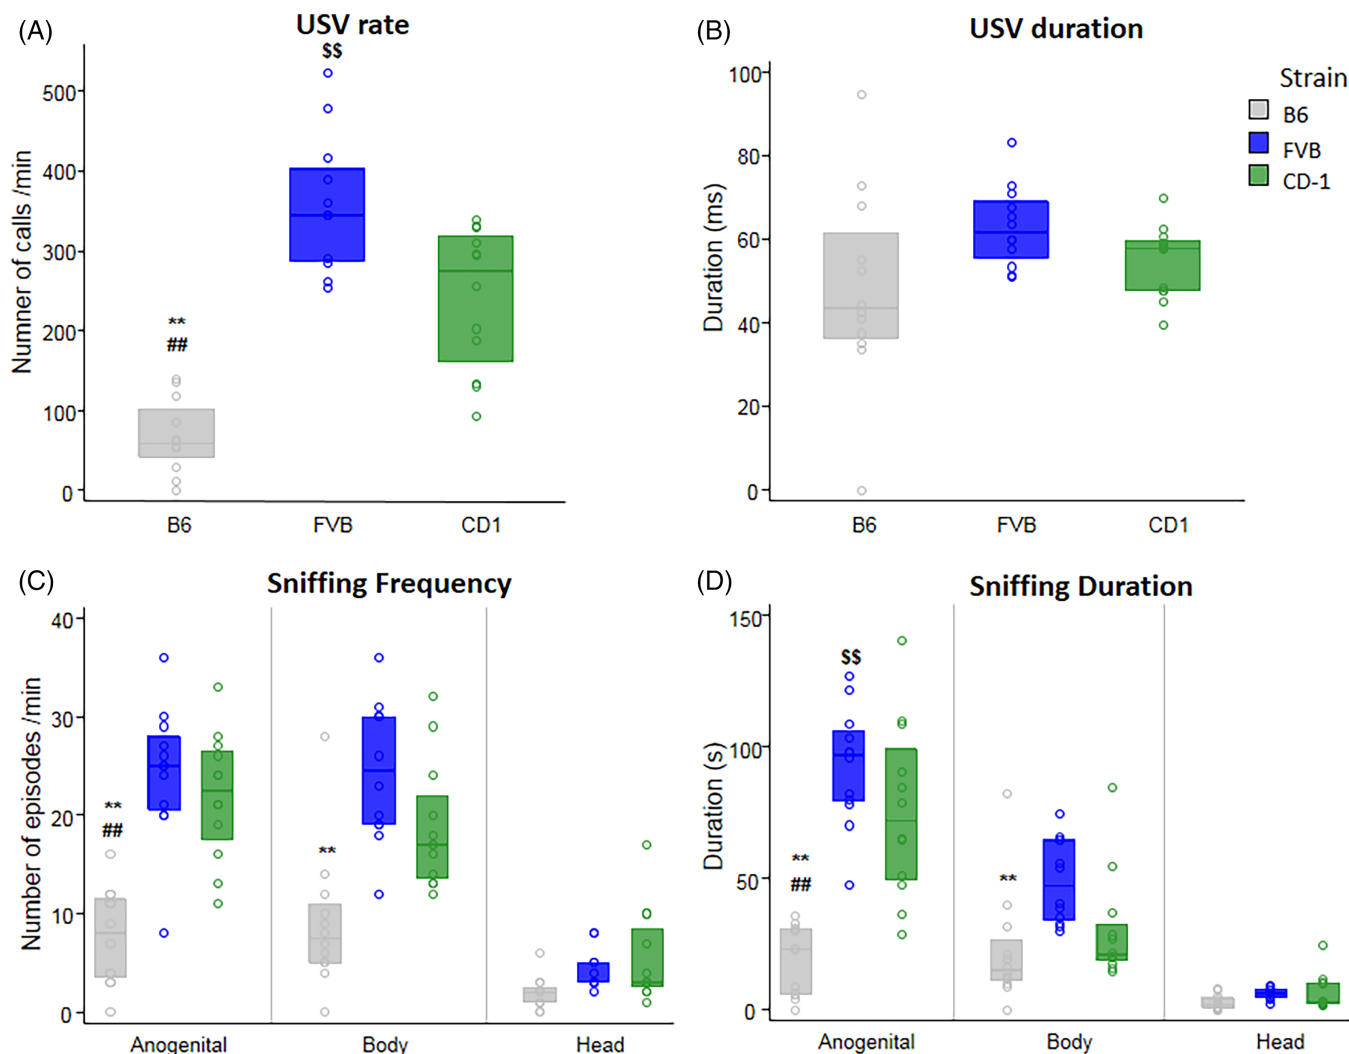 (A)
USV rate
Numner of calls /min
500
400
300
200
100
0
$$
**
##
B6
FVB
CD1
(B)
USV duration
Duration (ms)
100
80
60
40
20
0
B6
FVB
CD1
Strain
B6
FVB
CD-1
(C)
Sniffing Frequency
Number of episodes /min
40
30
20
10
0
**
##
**
Anogenital
Body
Head
(D)
Sniffing Duration
Duration (s)
150
100
50
0
$$
**
##
**
Anogenital
Body
Head